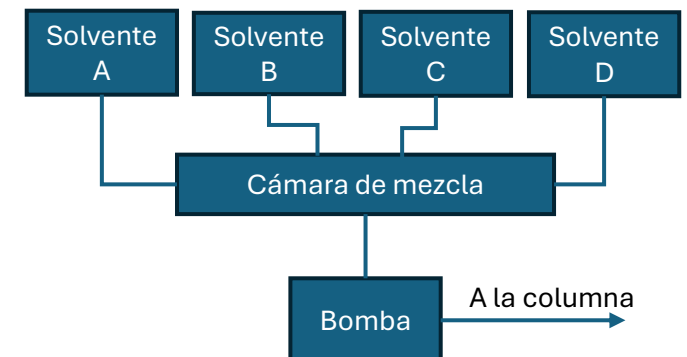 Solvente
A
Solvente
B
Solvente
C
Solvente
D
Cámara de mezcla
Bomba
A la columna